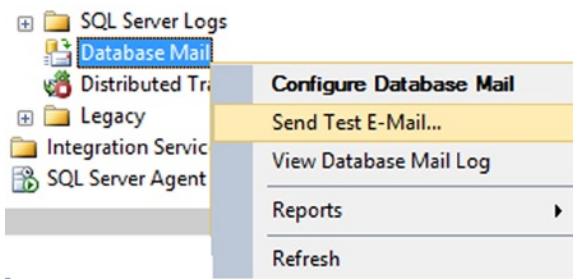 SQL Server Logs
Database Mail
Distributed Tr
Legacy
Integration Servic
SQL Server Agent
Configure Database Mail
Send Test E-Mail...
View Database Mail Log
Reports
Refresh